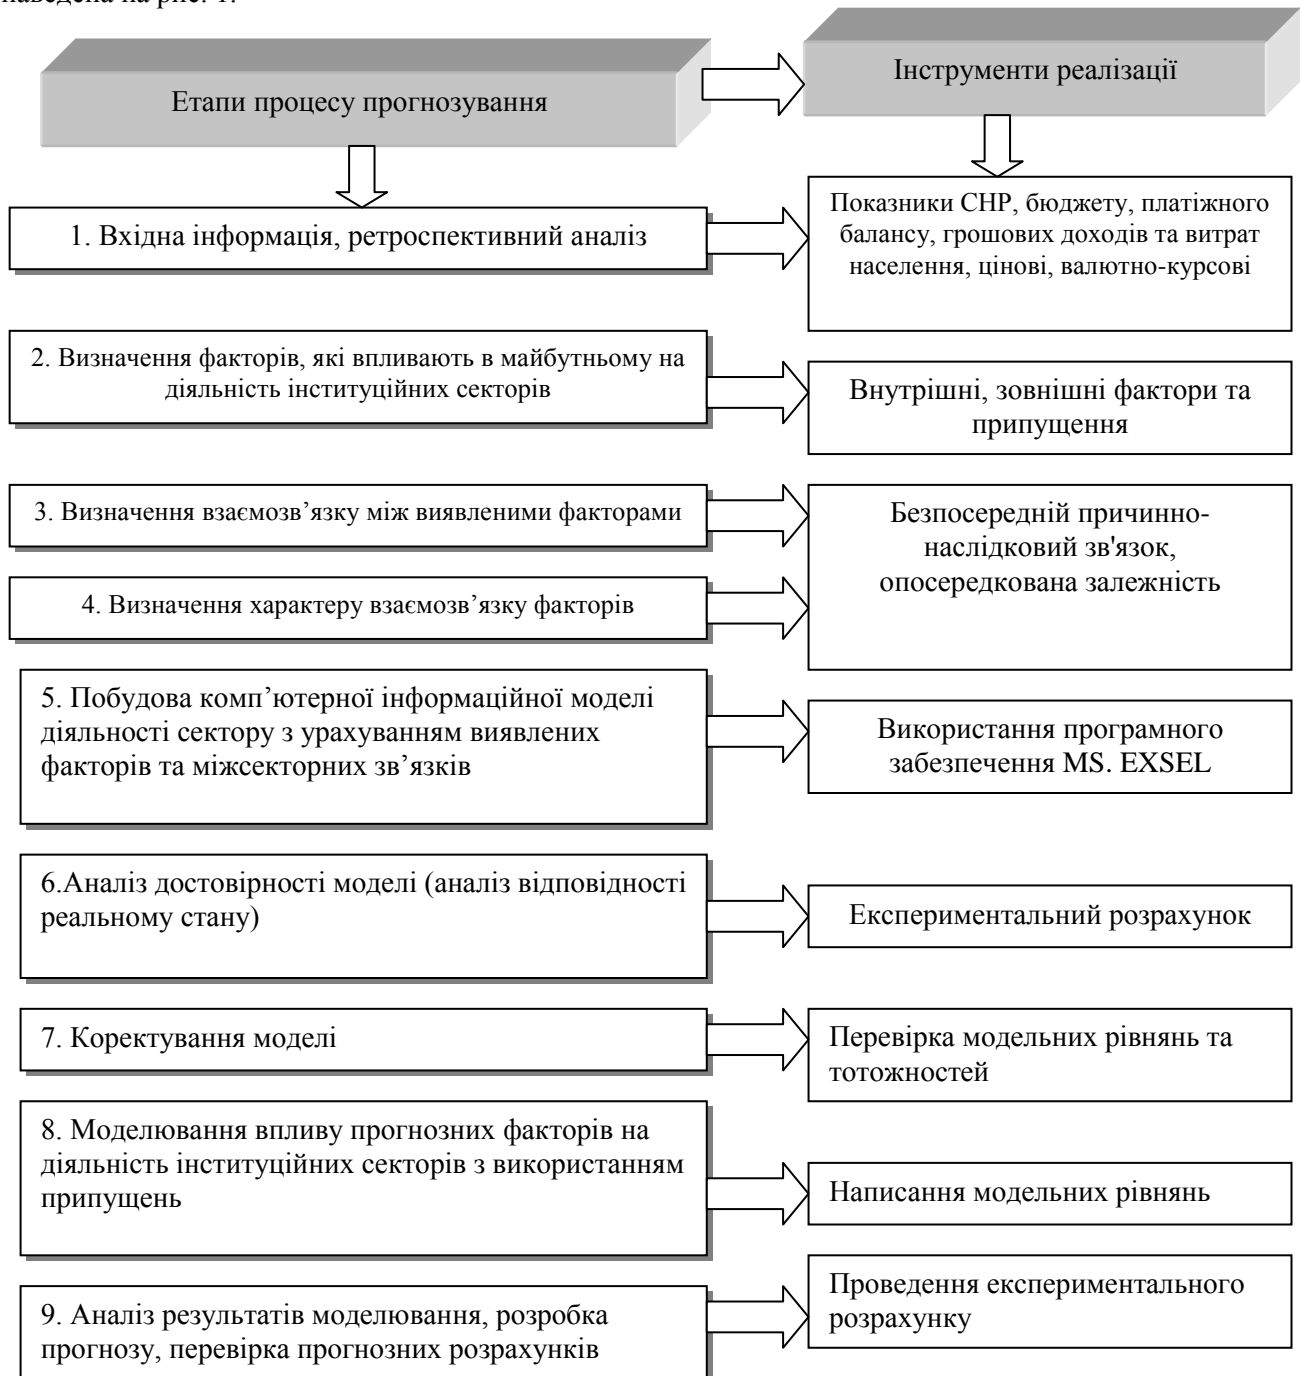 наведена на рис. 1.
Етапи процесу прогнозування
Інструменти реалізації
1. Вхідна інформація, ретроспективний аналіз
Показники СНР, бюджету, платіжного
балансу, грошових доходів та витрат
населення, цінові, валютно-курсові
2. Визначення факторів, які впливають в майбутньому на
діяльність інституційних секторів
Внутрішні, зовнішні фактори та
припущення
3. Визначення взаємозв’язку між виявленими факторами
Безпосередній причинно-
наслідковий зв'язок,
опосередкована залежність
4. Визначення характеру взаємозв’язку факторів
5. Побудова комп’ютерної інформаційної моделі
діяльності сектору з урахуванням виявлених
факторів та міжсекторних зв’язків
Використання програмного
забезпечення MS. EXSEL
6.Аналіз достовірності моделі (аналіз відповідності
реальному стану)
Експериментальний розрахунок
7. Коректування моделі
Перевірка модельних рівнянь та
тотожностей
8. Моделювання впливу прогнозних факторів на
діяльність інституційних секторів з використанням
припущень
Написання модельних рівнянь
9. Аналіз результатів моделювання, розробка
прогнозу, перевірка прогнозних розрахунків
Проведення експериментального
розрахунку